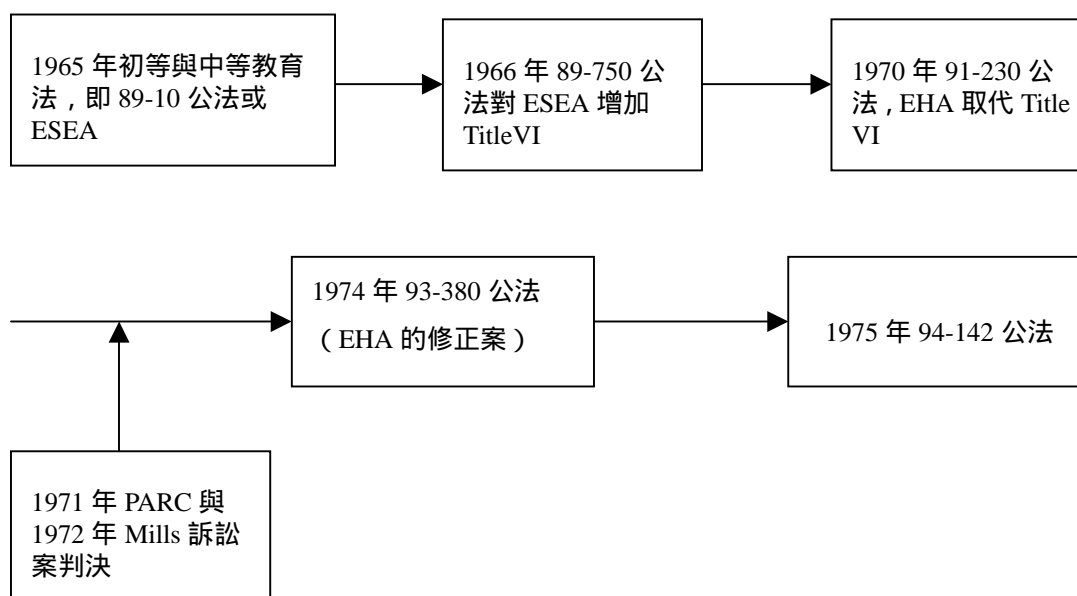 1965 年初等與中等教育
法，即 89-10 公法或
ESEA
1966 年 89-750 公
法對 ESEA 增加
TitleVI
1970 年 91-230 公
法，EHA 取代 Title
VI
1974 年 93-380 公法
（EHA 的修正案）
1975 年 94-142 公法
1971 年 PARC 與
1972 年 Mills 訴訟
案判決